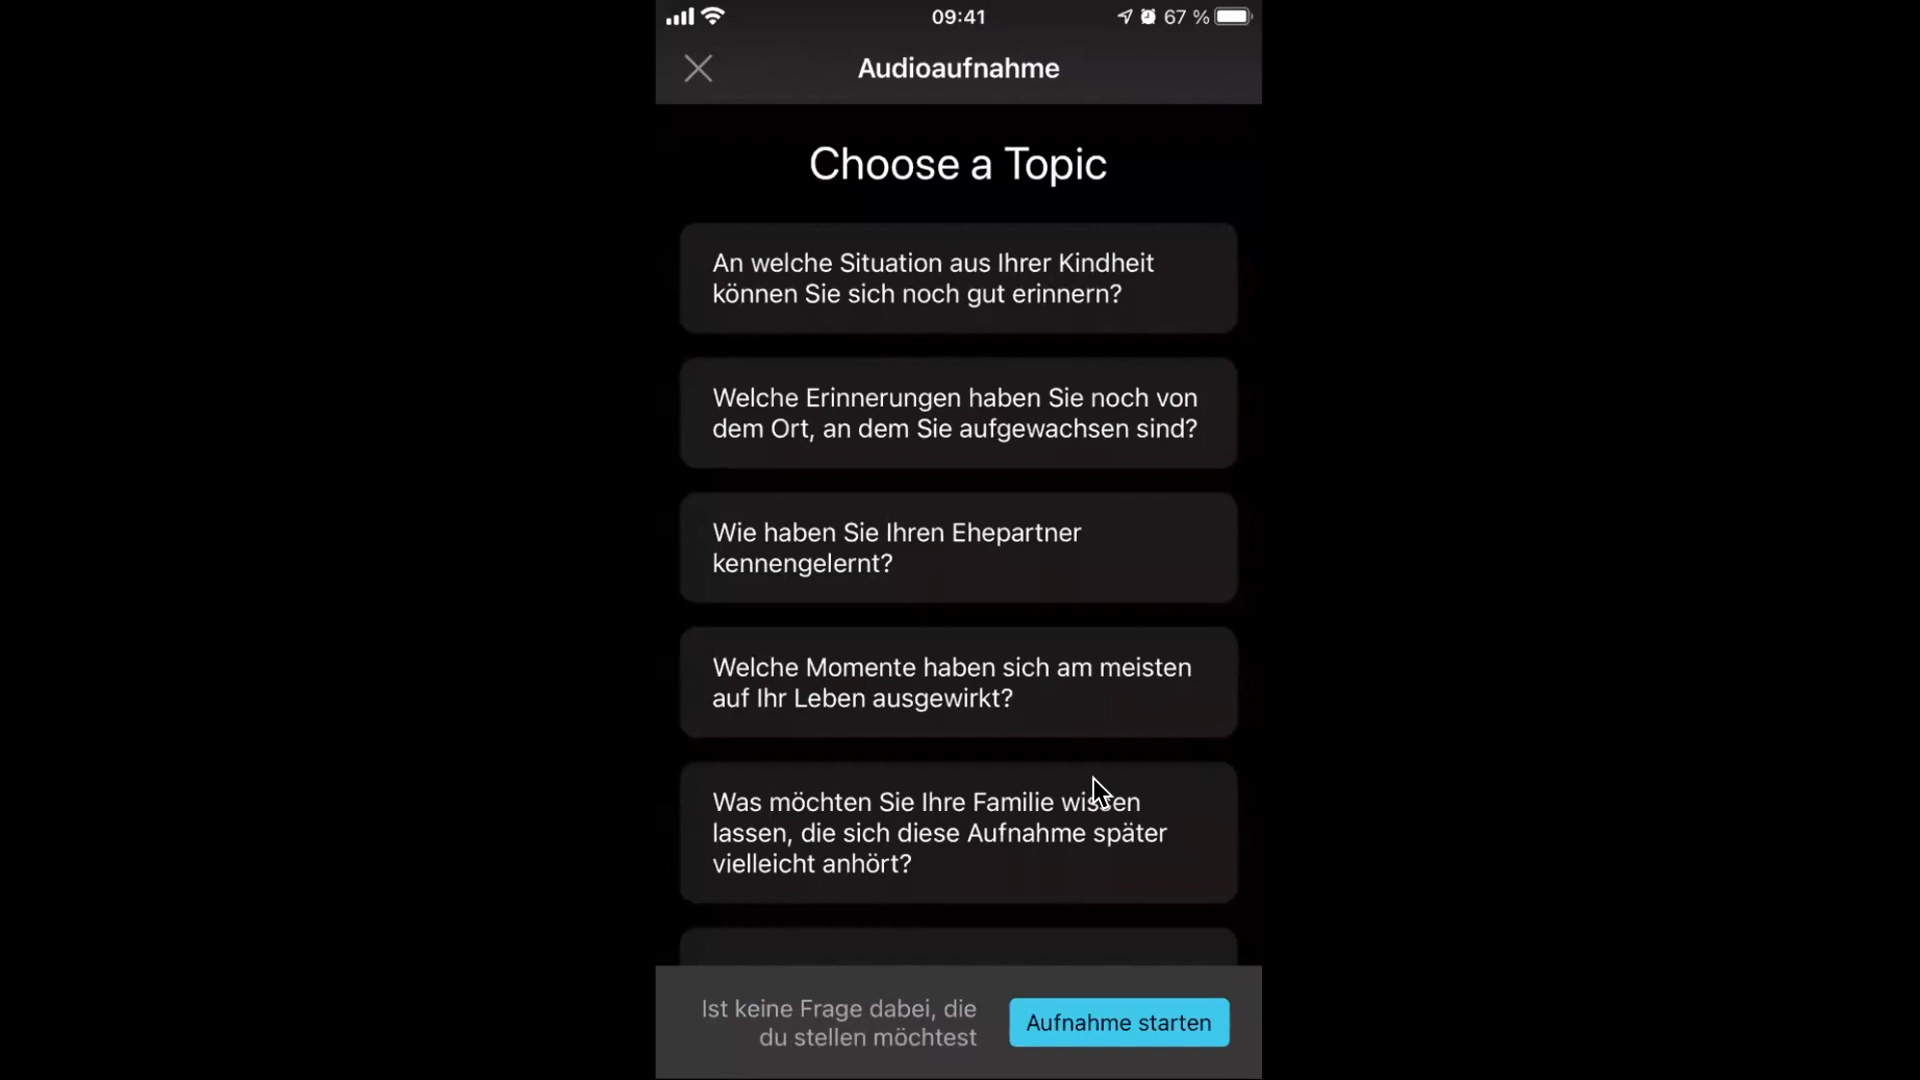 09:41
67 %
Audioaufnahme
Choose a Topic
An welche Situation aus Ihrer Kindheit
können Sie sich noch gut erinnern?
Welche Erinnerungen haben Sie noch von
dem Ort, an dem Sie aufgewachsen sind?
Wie haben Sie Ihren Ehepartner
kennengelernt?
Welche Momente haben sich am meisten
auf Ihr Leben ausgewirkt?
Was möchten Sie Ihre Familie wissen
lassen, die sich diese Aufnahme später
vielleicht anhört?
Ist keine Frage dabei, die
du stellen möchtest
Aufnahme starten